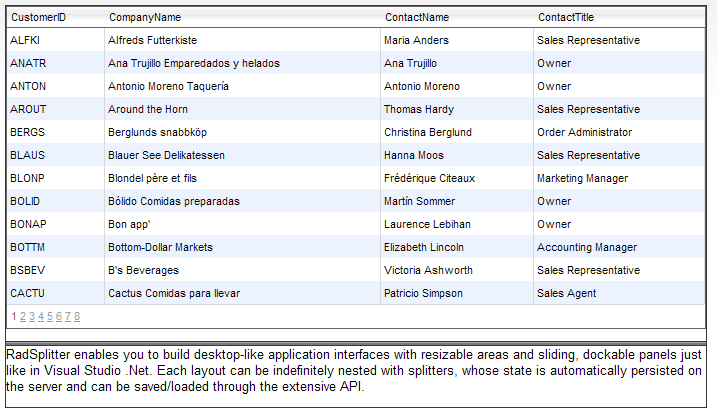 CustomerID CompanyName ContactName ContactTitle
ALFKI Alfreds Futterkiste Maria Anders Sales Representative
ANATR Ana Trujillo Emparedados y helados Ana Trujillo Owner
ANTON Antonio Moreno Taquería Antonio Moreno Owner
AROUT Around the Horn Thomas Hardy Sales Representative
BERGS Berglunds snabbköp Christina Berglund Order Administrator
BLAUS Blauer See Delikatessen Hanna Moos Sales Representative
BLONP Blondel père et fils Frédérique Citeaux Marketing Manager
BOLID Bólido Comidas preparadas Martín Sommer Owner
BONAP Bon app' Laurence Lebihan Owner
BOTTM Bottom-Dollar Markets Elizabeth Lincoln Accounting Manager
BSBEV B's Beverages Victoria Ashworth Sales Representative
CACTU Cactus Comidas para llevar Patricio Simpson Sales Agent
1 2 3 4 5 6 7 8
RadSplitter enables you to build desktop-like application interfaces with resizable areas and sliding, dockable panels just
like in Visual Studio .Net. Each layout can be indefinitely nested with splitters, whose state is automatically persisted on
the server and can be saved/loaded through the extensive API.